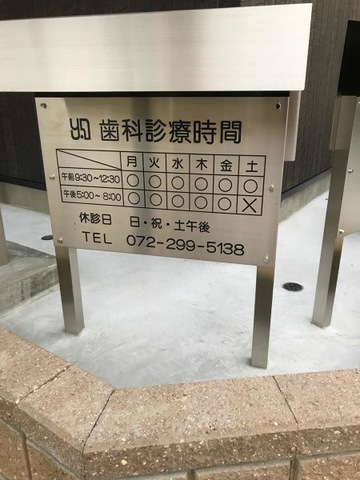 歯科診療時間
月 火 水 木 金 土
午前9:30~12:30 ○ ○ ○ ○ ○ ○
午後5:00~8:00 ○ ○ ○ ○ ○ ×
休診日 日・祝・土午後
TEL 072-299-5138